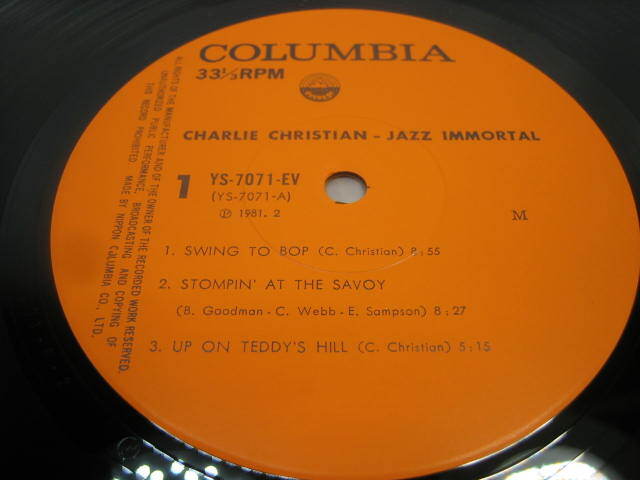 COLUMBIA
33⅓RPM
CHARLIE CHRISTIAN – JAZZ IMMORTAL
1
YS-7071-EV
(YS-7071-A)
Ⓟ 1981. 2
M
1. SWING TO BOP (C. Christian) 8:55
2. STOMPIN' AT THE SAVOY
(B. Goodman - C. Webb - E. Sampson) 8:27
3. UP ON TEDDY'S HILL (C. Christian) 5:15
ALL RIGHTS OF THE MANUFACTURER AND OF THE OWNER OF THE RECORDED WORK RESERVED.
UNAUTHORIZED PUBLIC PERFORMANCE, BROADCASTING AND COPYING OF
THIS RECORD PROHIBITED. MADE BY NIPPON COLUMBIA CO., LTD.